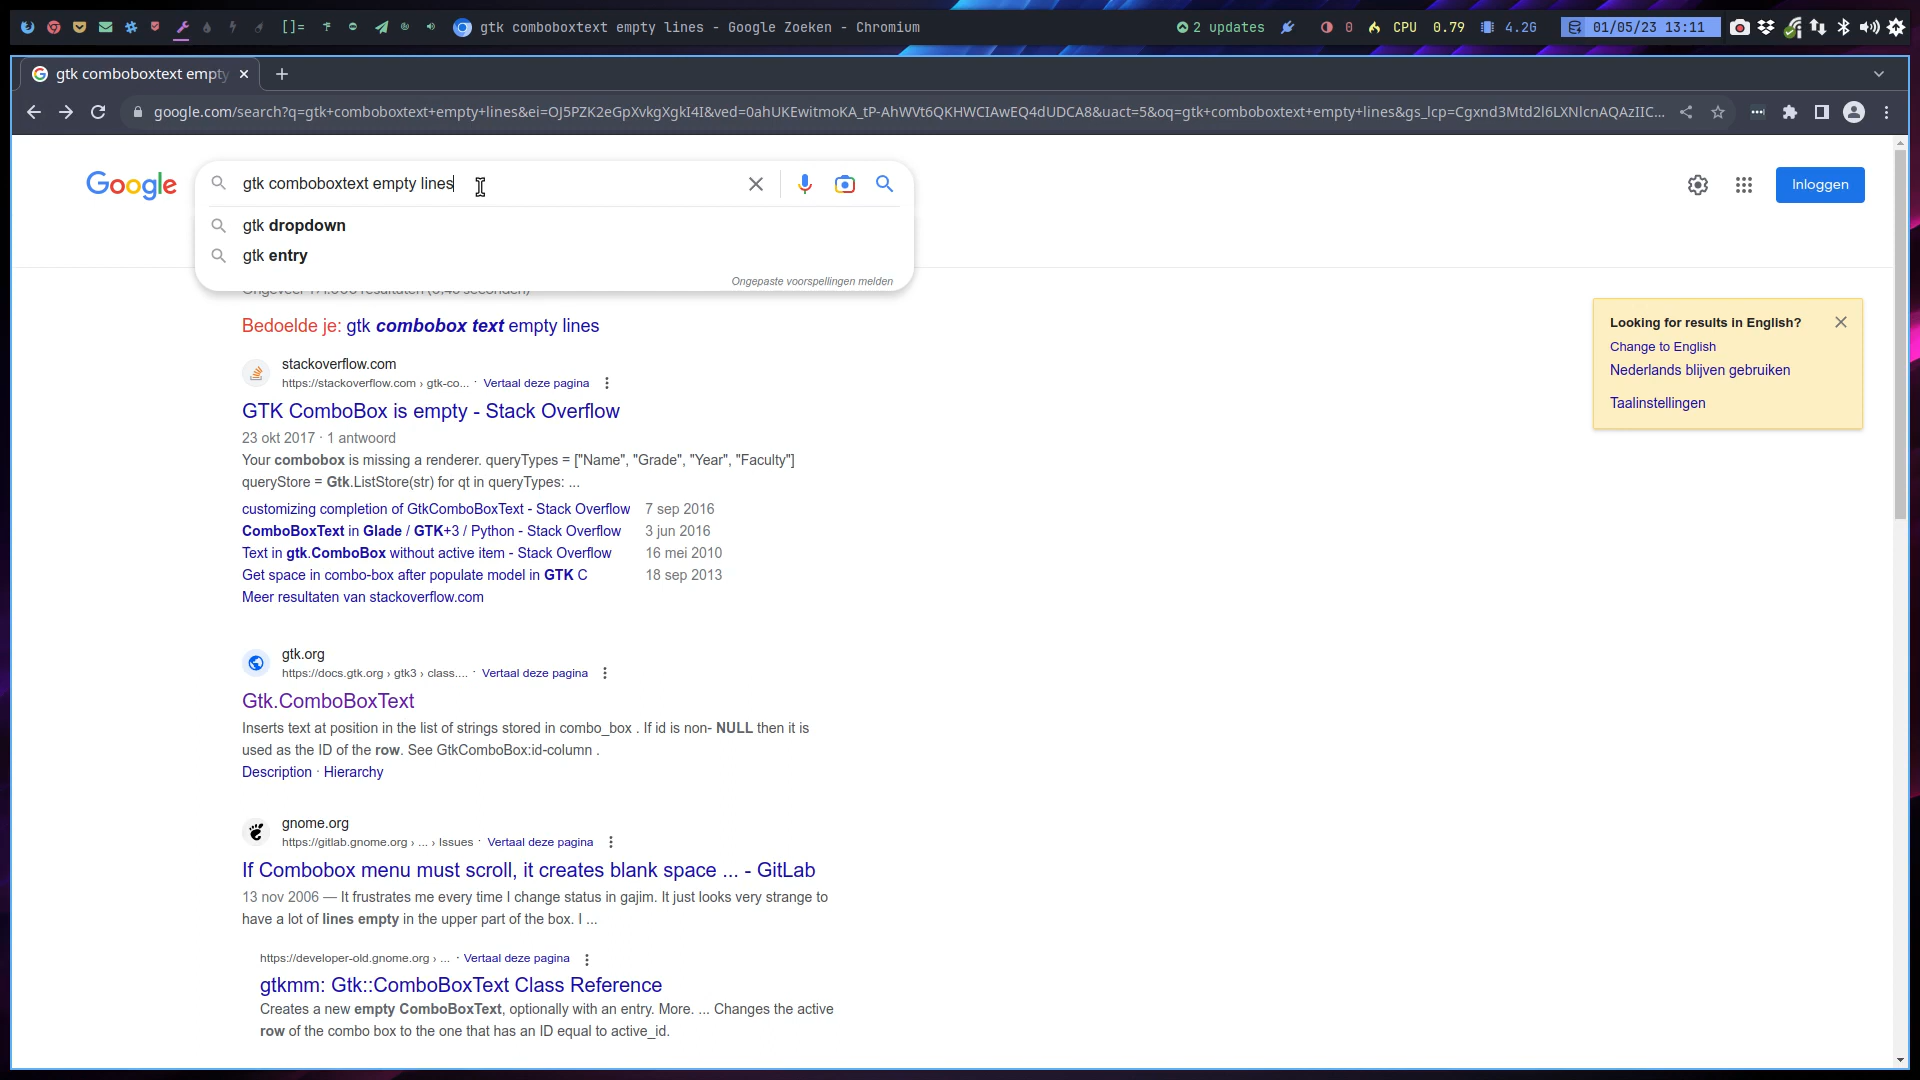 []=
gtk comboboxtext empty lines - Google Zoeken - Chromium
2 updates
0
CPU 0.79
4.2G
01/05/23 13:11
gtk comboboxtext empty
google.com/search?q=gtk+comboboxtext+empty+lines&ei=OJ5PZK2eGpXvkgXgkI4I&ved=0ahUKEwitmoKA_tP-AhWVt6QKHWCIAwEQ4dUDCA8&uact=5&oq=gtk+comboboxtext+empty+lines&gs_lcp=Cgxnd3Mtd2l6LXNlcnAQAzIIC...
Google
gtk comboboxtext empty lines
Inloggen
gtk dropdown
gtk entry
Ongepaste voorspellingen melden
Bedoelde je: gtk combobox text empty lines
Looking for results in English?
Change to English
Nederlands blijven gebruiken
Taalinstellingen
stackoverflow.com
https://stackoverflow.com › gtk-co... · Vertaal deze pagina
GTK ComboBox is empty - Stack Overflow
23 okt 2017 · 1 antwoord
Your combobox is missing a renderer. queryTypes = ["Name", "Grade", "Year", "Faculty"]
queryStore = Gtk.ListStore(str) for qt in queryTypes: ...
customizing completion of GtkComboBoxText - Stack Overflow 7 sep 2016
ComboBoxText in Glade / GTK+3 / Python - Stack Overflow 3 jun 2016
Text in gtk.ComboBox without active item - Stack Overflow 16 mei 2010
Get space in combo-box after populate model in GTK C 18 sep 2013
Meer resultaten van stackoverflow.com
gtk.org
https://docs.gtk.org › gtk3 › class.... · Vertaal deze pagina
Gtk.ComboBoxText
Inserts text at position in the list of strings stored in combo_box . If id is non- NULL then it is
used as the ID of the row. See GtkComboBox:id-column .
Description · Hierarchy
gnome.org
https://gitlab.gnome.org › ... › Issues · Vertaal deze pagina
If Combobox menu must scroll, it creates blank space ... - GitLab
13 nov 2006 — It frustrates me every time I change status in gajim. It just looks very strange to
have a lot of lines empty in the upper part of the box. I ...
https://developer-old.gnome.org › ... · Vertaal deze pagina
gtkmm: Gtk::ComboBoxText Class Reference
Creates a new empty ComboBoxText, optionally with an entry. More. ... Changes the active
row of the combo box to the one that has an ID equal to active_id.